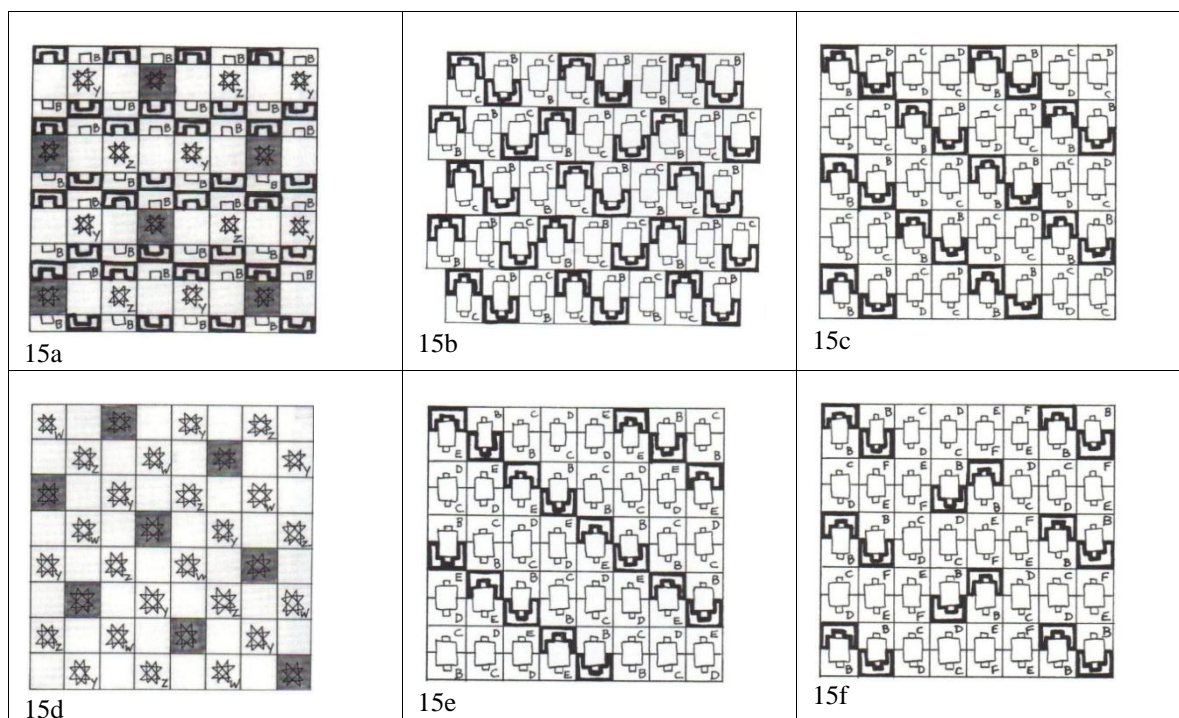 B B B B
Y Z Y
B B B B
B B B B
Z Y
B B B B
B B B B
Y Z Y
B B B B
B B B B
Z Y
B B B B
15a
B C B C B
C B C B C
B C B C B C
B C B C B C
B C B C B
C B C B C
B C B C B C
B C B C B C
B C B C B
C B C B C
15b
B C D B C D
B D C B D C
C D B C D B
D C B D C B
B C D B C D
B D C B D C
C D B C D B
D C B D C B
B C D B C D
B D C B D C
15c
W Y Z
Z W Y
Y Z W
W Y Z
Y Z W
Y Z W
Z W Y
Y Z W
15d
B C D E B C
E B C D E B
D E B C D E
C D E B C D E
B C D E B C D
B C D E B C
E B C D E B
D E B C D E
C D E B C D E
B C D E B C D
15e
B C D E F B
B D C F E B
C F E B D C F
D E F B C D E
B C D E F B
B D C F E B
C F E B D C F
D E F C B C D E
B C D E F B
B D C F E B
15f